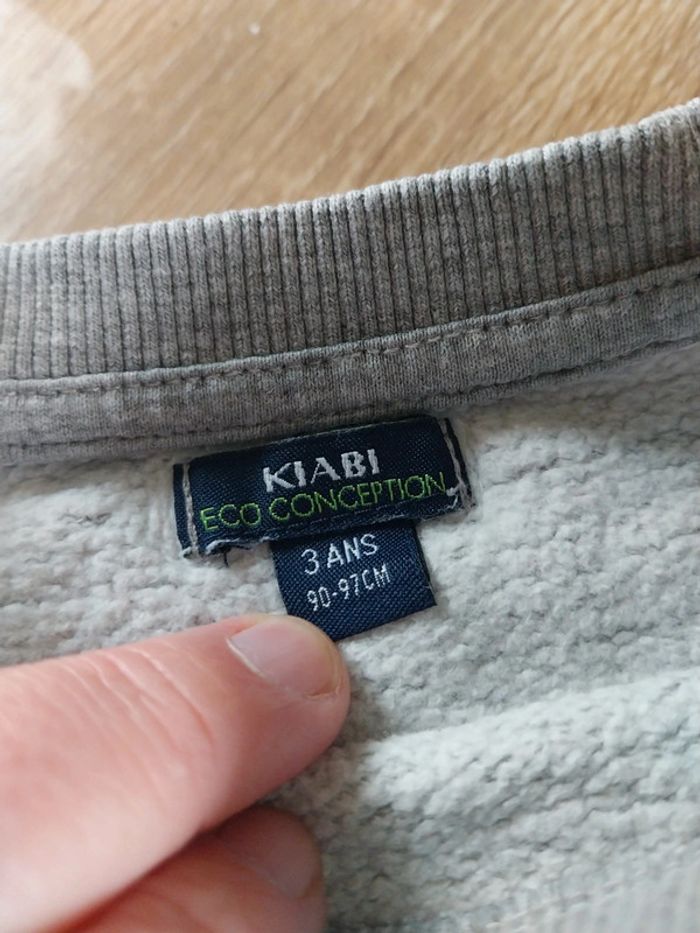 KIABI
ECO CONCEPTION
3 ANS
90-97CM